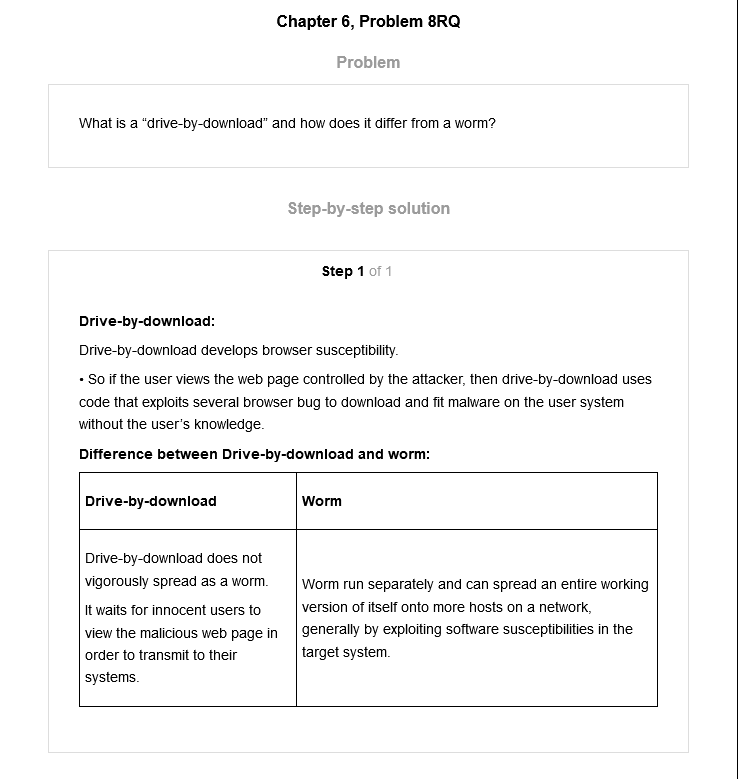 Chapter 6, Problem 8RQ
Problem
What is a “drive-by-download” and how does it differ from a worm?
Step-by-step solution
Step 1 of 1
Drive-by-download:
Drive-by-download develops browser susceptibility.
• So if the user views the web page controlled by the attacker, then drive-by-download uses
code that exploits several browser bug to download and fit malware on the user system
without the user’s knowledge.
Difference between Drive-by-download and worm:
Drive-by-download
Worm
Drive-by-download does not
vigorously spread as a worm.
It waits for innocent users to
view the malicious web page in
order to transmit to their
systems.
Worm run separately and can spread an entire working
version of itself onto more hosts on a network,
generally by exploiting software susceptibilities in the
target system.